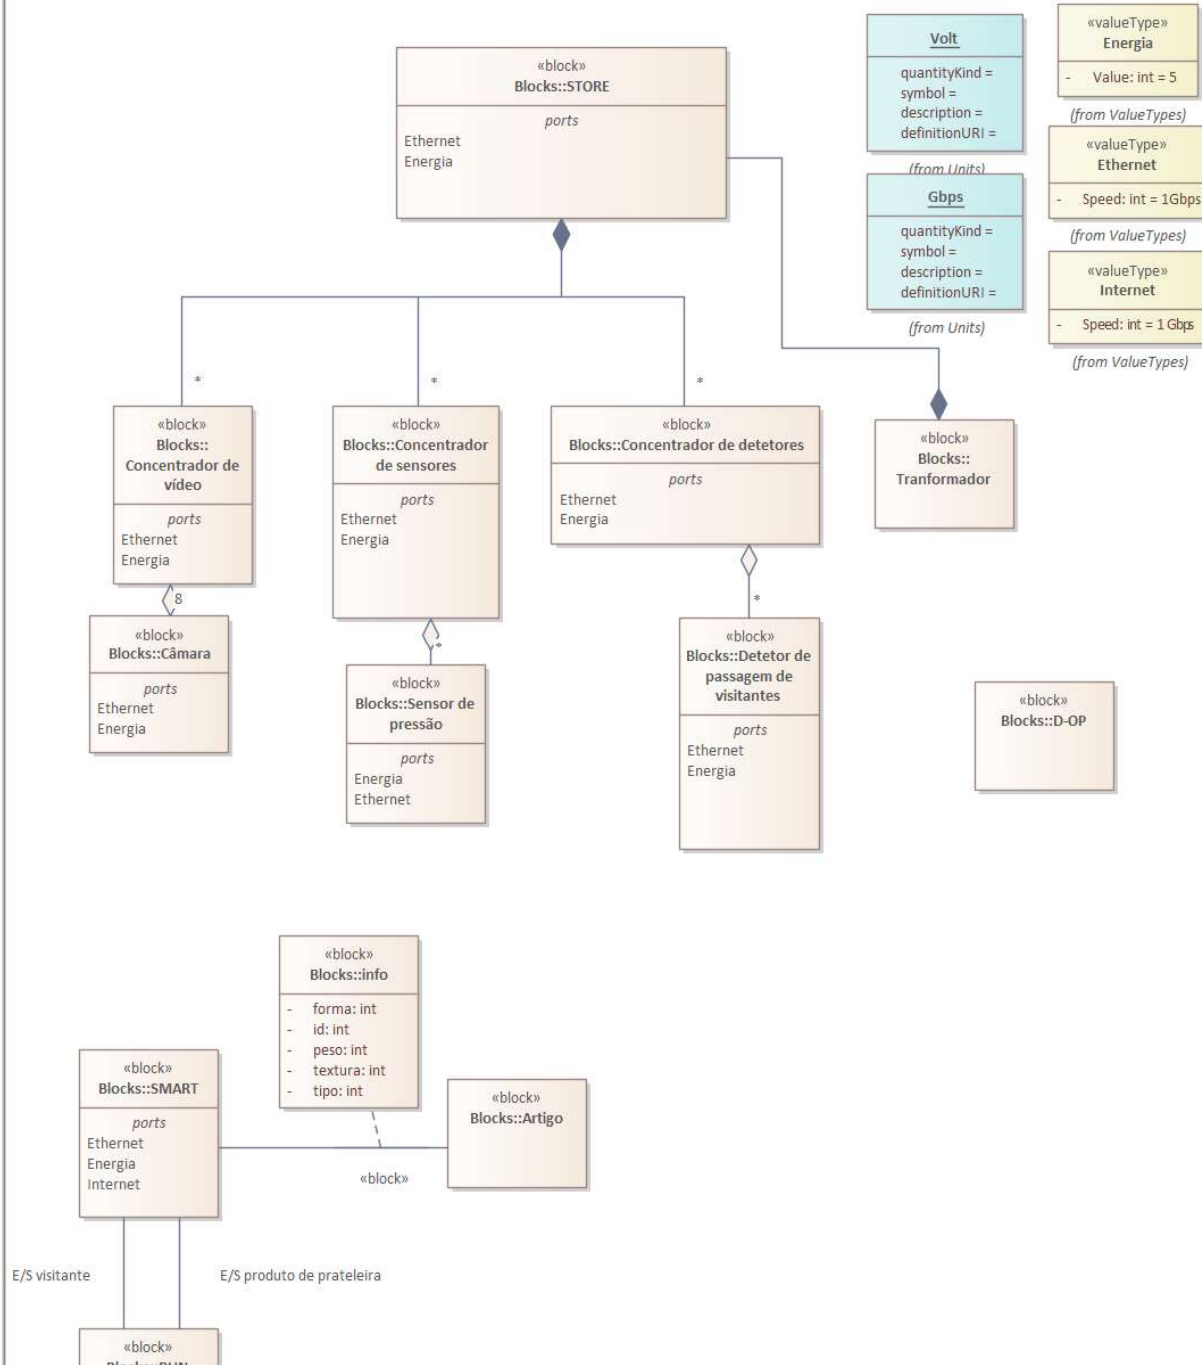 «block»
Blocks::STORE
ports
Ethernet
Energia
Volt
quantityKind =
symbol =
description =
definitionURI =
(from Units)
Gbps
quantityKind =
symbol =
description =
definitionURI =
(from Units)
«valueType»
Energia
- Value: int = 5
(from ValueTypes)
«valueType»
Ethernet
- Speed: int = 1Gbps
(from ValueTypes)
«valueType»
Internet
- Speed: int = 1 Gbps
(from ValueTypes)
*
*
*
«block»
Blocks::
Concentrador de
vídeo
ports
Ethernet
Energia
«block»
Blocks::Concentrador
de sensores
ports
Ethernet
Energia
«block»
Blocks::Concentrador de detetores
ports
Ethernet
Energia
«block»
Blocks::
Tranformador
8
«block»
Blocks::Câmara
ports
Ethernet
Energia
*
«block»
Blocks::Sensor de
pressão
ports
Energia
Ethernet
*
«block»
Blocks::Detetor de
passagem de
visitantes
ports
Ethernet
Energia
«block»
Blocks::D-OP
«block»
Blocks::info
- forma: int
- id: int
- peso: int
- textura: int
- tipo: int
«block»
Blocks::SMART
ports
Ethernet
Energia
Internet
«block»
Blocks::Artigo
«block»
E/S visitante
E/S produto de prateleira
«block»